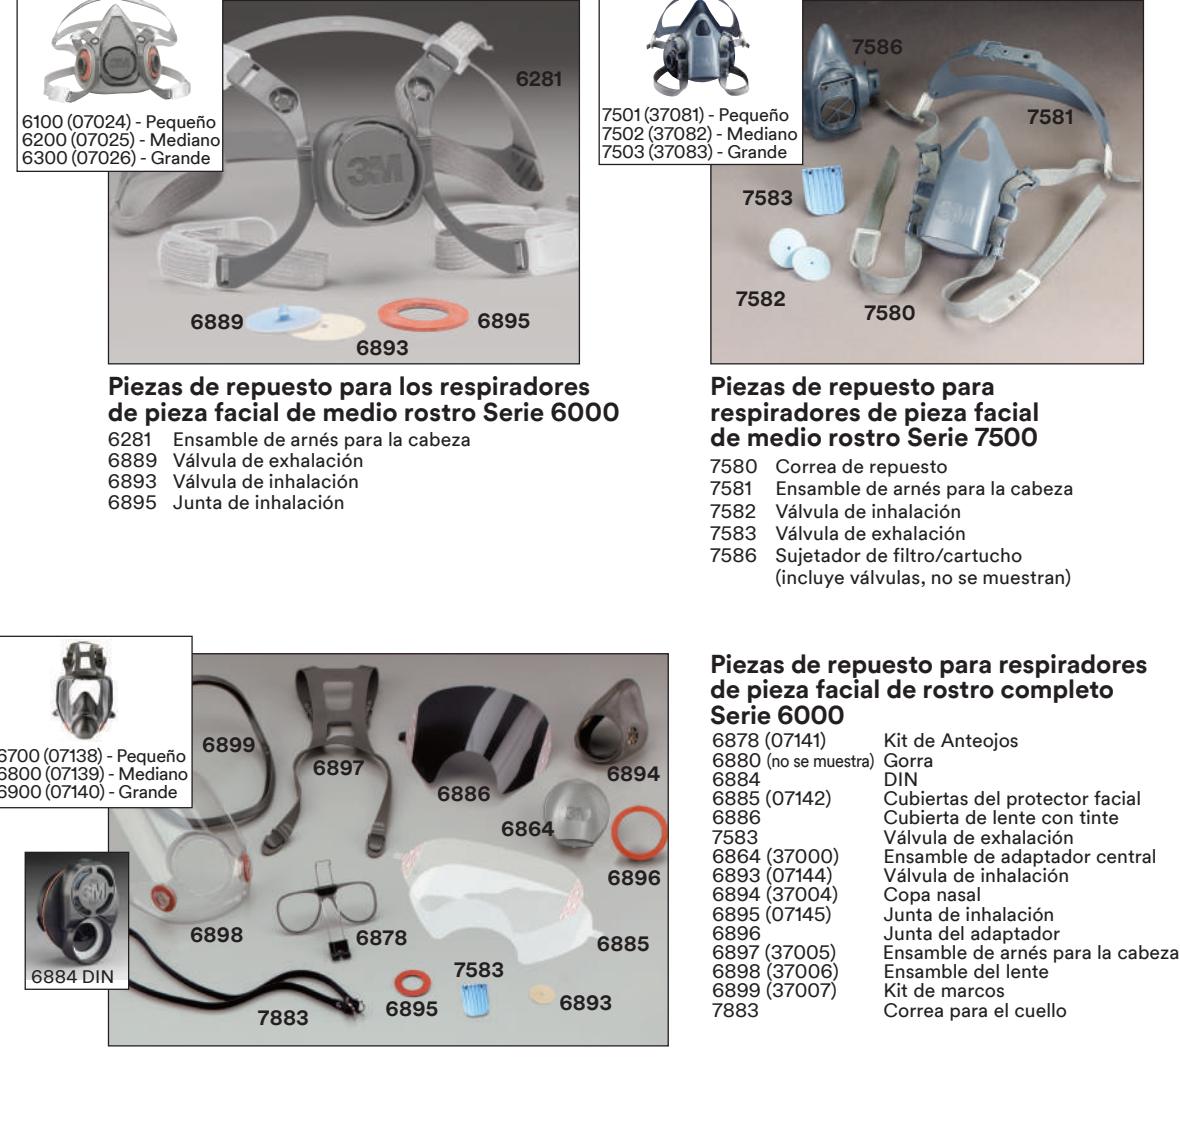 6100 (07024) - Pequeño
6200 (07025) - Mediano
6300 (07026) - Grande
3M
3M
6281
6889
6893
6895
Piezas de repuesto para los respiradores
de pieza facial de medio rostro Serie 6000
6281 Ensamble de arnés para la cabeza
6889 Válvula de exhalación
6893 Válvula de inhalación
6895 Junta de inhalación
7501 (37081) - Pequeño
7502 (37082) - Mediano
7503 (37083) - Grande
7586
7581
7583
3M
7582
7580
Piezas de repuesto para
respiradores de pieza facial
de medio rostro Serie 7500
7580 Correa de repuesto
7581 Ensamble de arnés para la cabeza
7582 Válvula de inhalación
7583 Válvula de exhalación
7586 Sujetador de filtro/cartucho
(incluye válvulas, no se muestran)
6700 (07138) - Pequeño
6800 (07139) - Mediano
6900 (07140) - Grande
6899
6897
6886
6894
6864
3M
6896
6898
6878
6885
3M
6884 DIN
7883
6895
7583
6893
Piezas de repuesto para respiradores
de pieza facial de rostro completo
Serie 6000
6878 (07141) Kit de Anteojos
6880 (no se muestra) Gorra
6884 DIN
6885 (07142) Cubiertas del protector facial
6886 Cubierta de lente con tinte
7583 Válvula de exhalación
6864 (37000) Ensamble de adaptador central
6893 (07144) Válvula de inhalación
6894 (37004) Copa nasal
6895 (07145) Junta de inhalación
6896 Junta del adaptador
6897 (37005) Ensamble de arnés para la cabeza
6898 (37006) Ensamble del lente
6899 (37007) Kit de marcos
7883 Correa para el cuello